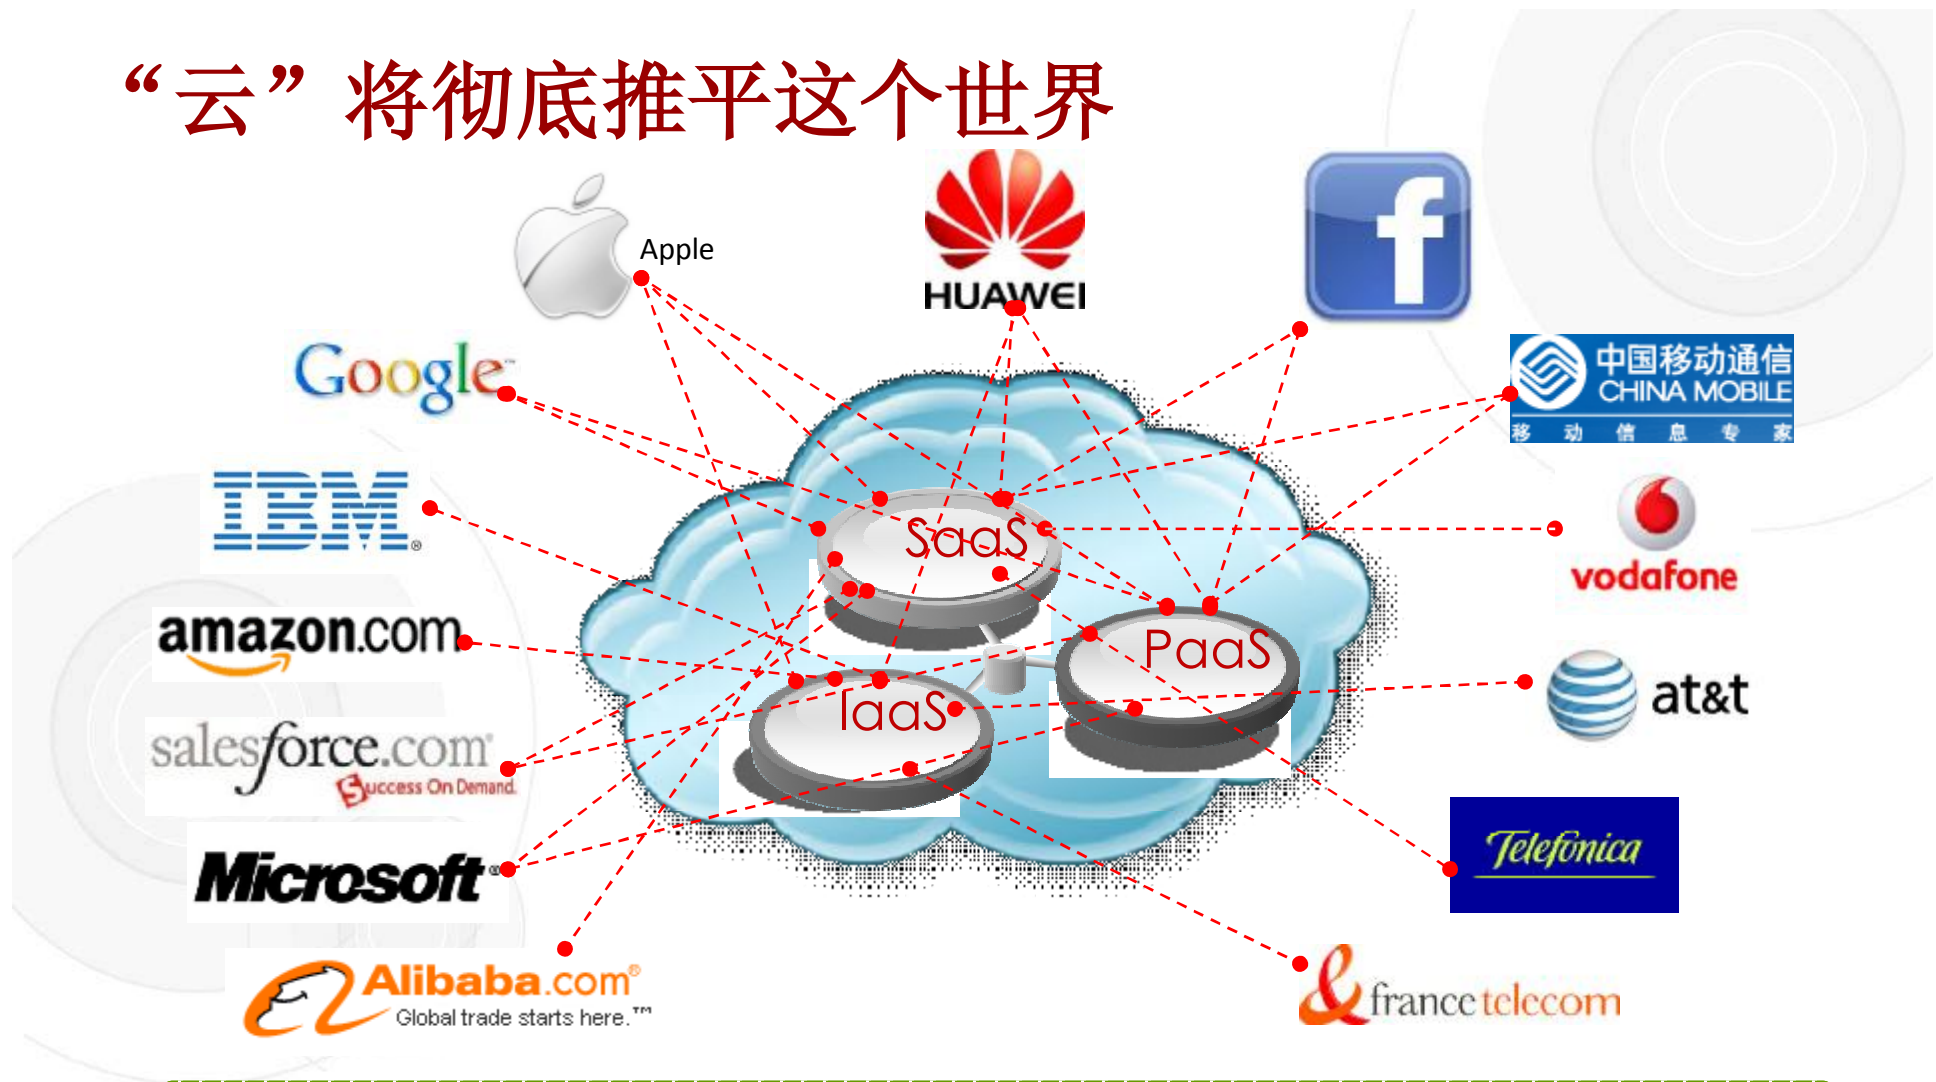 “云”将彻底推平这个世界
Apple
HUAWEI
f
Google™
中国移动通信
CHINA MOBILE
移动信息专家
IBM®
SaaS
vodafone
amazon.com
PaaS
IaaS
at&t
salesforce.com®
Success On Demand.
Telefónica
Microsoft®
Alibaba.com®
Global trade starts here.™
france telecom